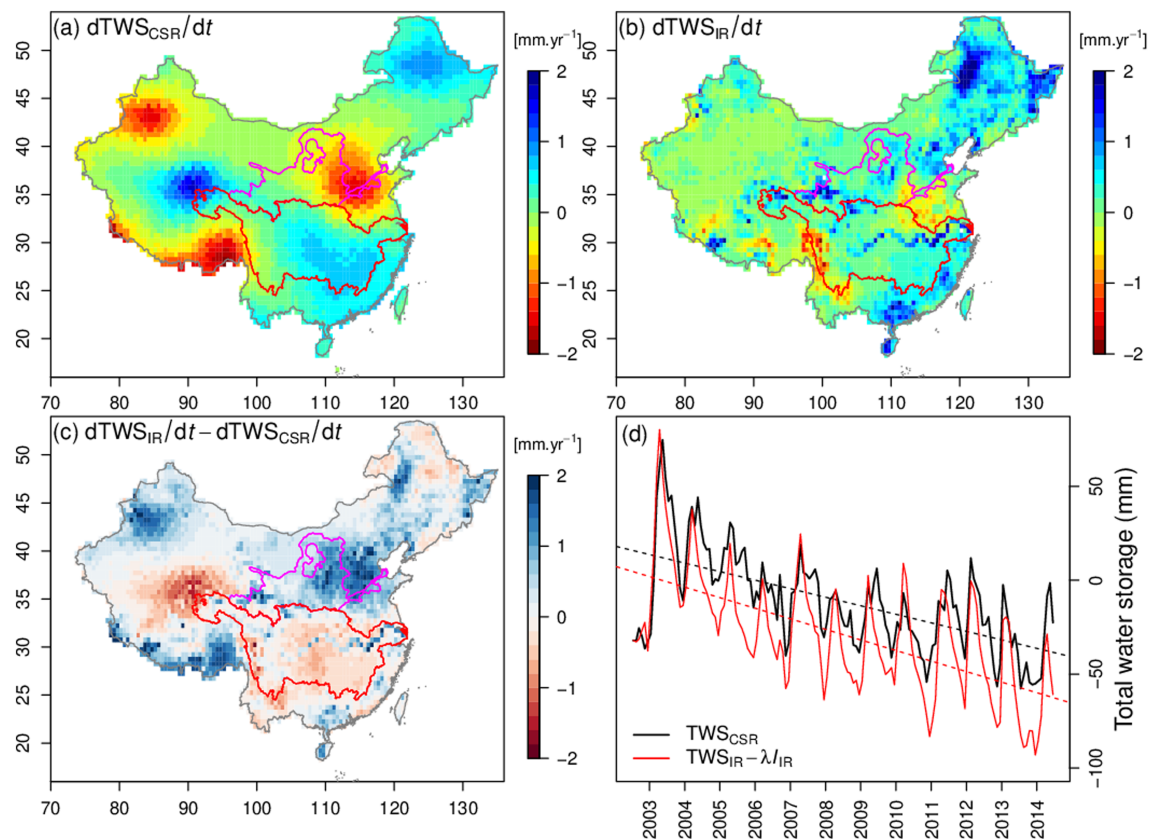 (a) dTWS_CSR/dt
[mm.yr⁻¹]
50
45
40
35
30
25
20
70 80 90 100 110 120 130
2
1
0
−1
−2
(b) dTWS_IR/dt
[mm.yr⁻¹]
50
45
40
35
30
25
20
70 80 90 100 110 120 130
2
1
0
−1
−2
(c) dTWS_IR/dt − dTWS_CSR/dt
[mm.yr⁻¹]
50
45
40
35
30
25
20
70 80 90 100 110 120 130
2
1
0
−1
−2
(d)
TWS_CSR
TWS_IR − λI_IR
50
0
−50
−100
Total water storage (mm)
2003 2004 2005 2006 2007 2008 2009 2010 2011 2012 2013 2014